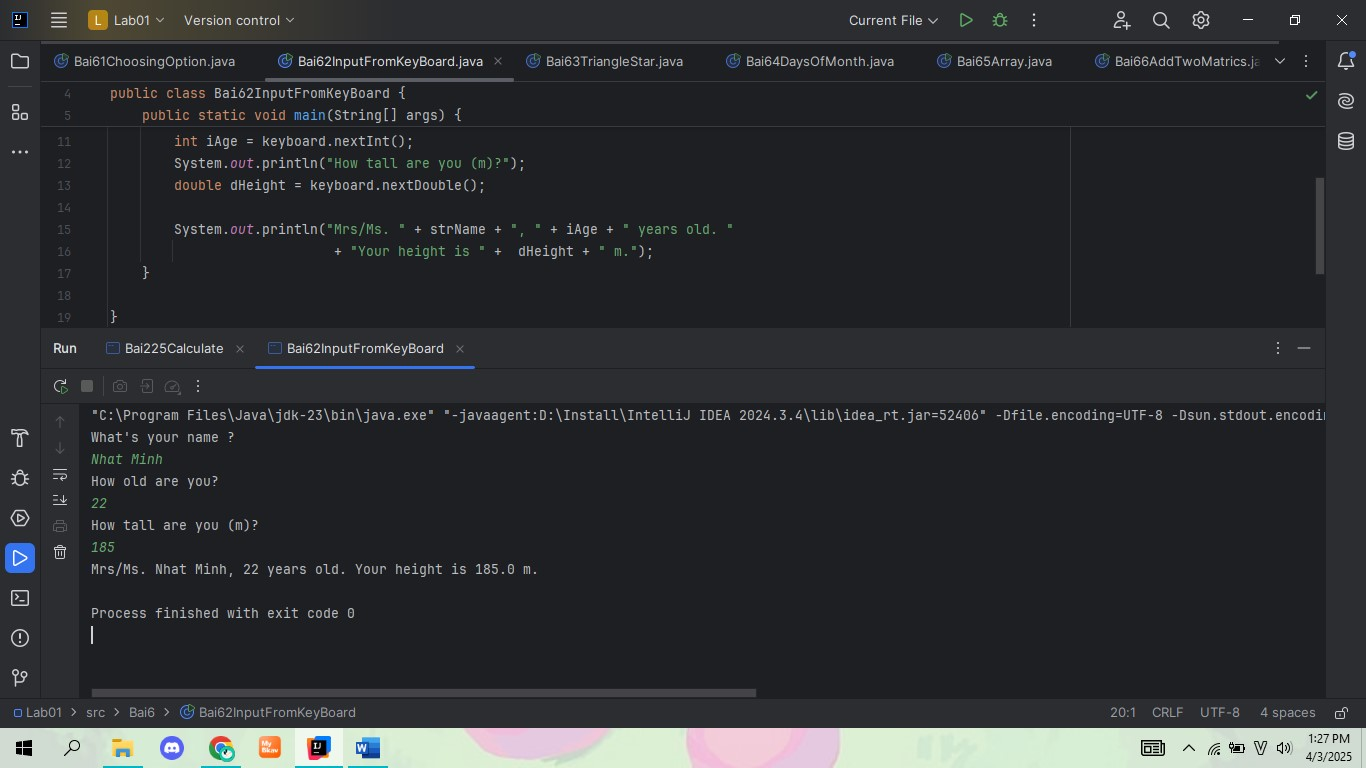 L Lab01 Version control Current File
Bai61ChoosingOption.java Bai62InputFromKeyBoard.java Bai63TriangleStar.java Bai64DaysOfMonth.java Bai65Array.java Bai66AddTwoMatrics.ja
4 public class Bai62InputFromKeyBoard {
5 public static void main(String[] args) {
11 int iAge = keyboard.nextInt();
12 System.out.println("How tall are you (m)?");
13 double dHeight = keyboard.nextDouble();
14
15 System.out.println("Mrs/Ms. " + strName + ", " + iAge + " years old. "
16 + "Your height is " +  dHeight + " m.");
17 }
18
19 }
Run Bai225Calculate Bai62InputFromKeyBoard
"C:\Program Files\Java\jdk-23\bin\java.exe" "-javaagent:D:\Install\IntelliJ IDEA 2024.3.4\lib\idea_rt.jar=52406" -Dfile.encoding=UTF-8 -Dsun.stdout.encodin
What's your name ?
Nhat Minh
How old are you?
22
How tall are you (m)?
185
Mrs/Ms. Nhat Minh, 22 years old. Your height is 185.0 m.
Process finished with exit code 0
Lab01 > src > Bai6 > Bai62InputFromKeyBoard 20:1 CRLF UTF-8 4 spaces
My Bkav
1:27 PM
4/3/2025